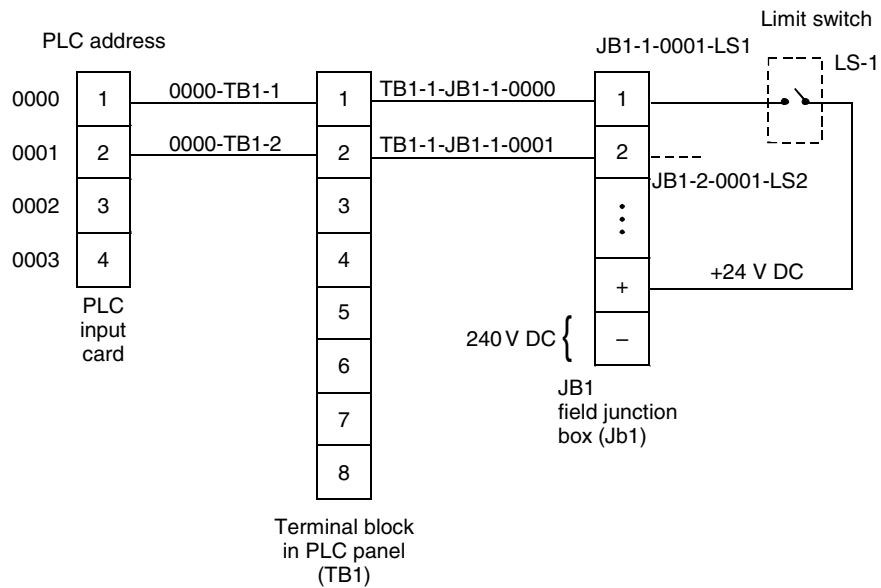 Limit switch
PLC address
JB1-1-0001-LS1
LS-1
0000 1 0000-TB1-1 1 TB1-1-JB1-1-0000 1
0001 2 0000-TB1-2 2 TB1-1-JB1-1-0001 2
JB1-2-0001-LS2
0002 3 3
0003 4 4
+24 V DC
+
PLC
input
card
5
240 V DC { –
6
JB1
field junction
box (Jb1)
7
8
Terminal block
in PLC panel
(TB1)